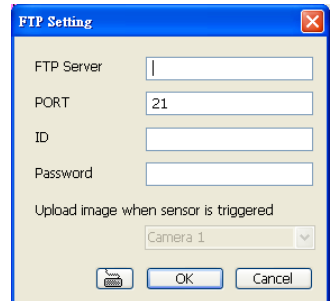 FTP Setting
FTP Server
PORT 21
ID
Password
Upload image when sensor is triggered
Camera 1
OK Cancel